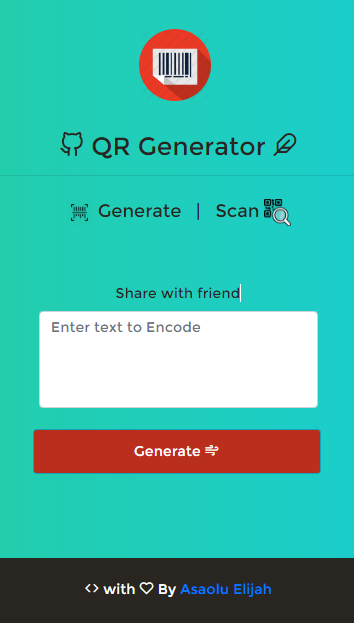 QR Generator
Generate | Scan
Share with friend
Enter text to Encode
Generate
<> with ♡ By Asaolu Elijah